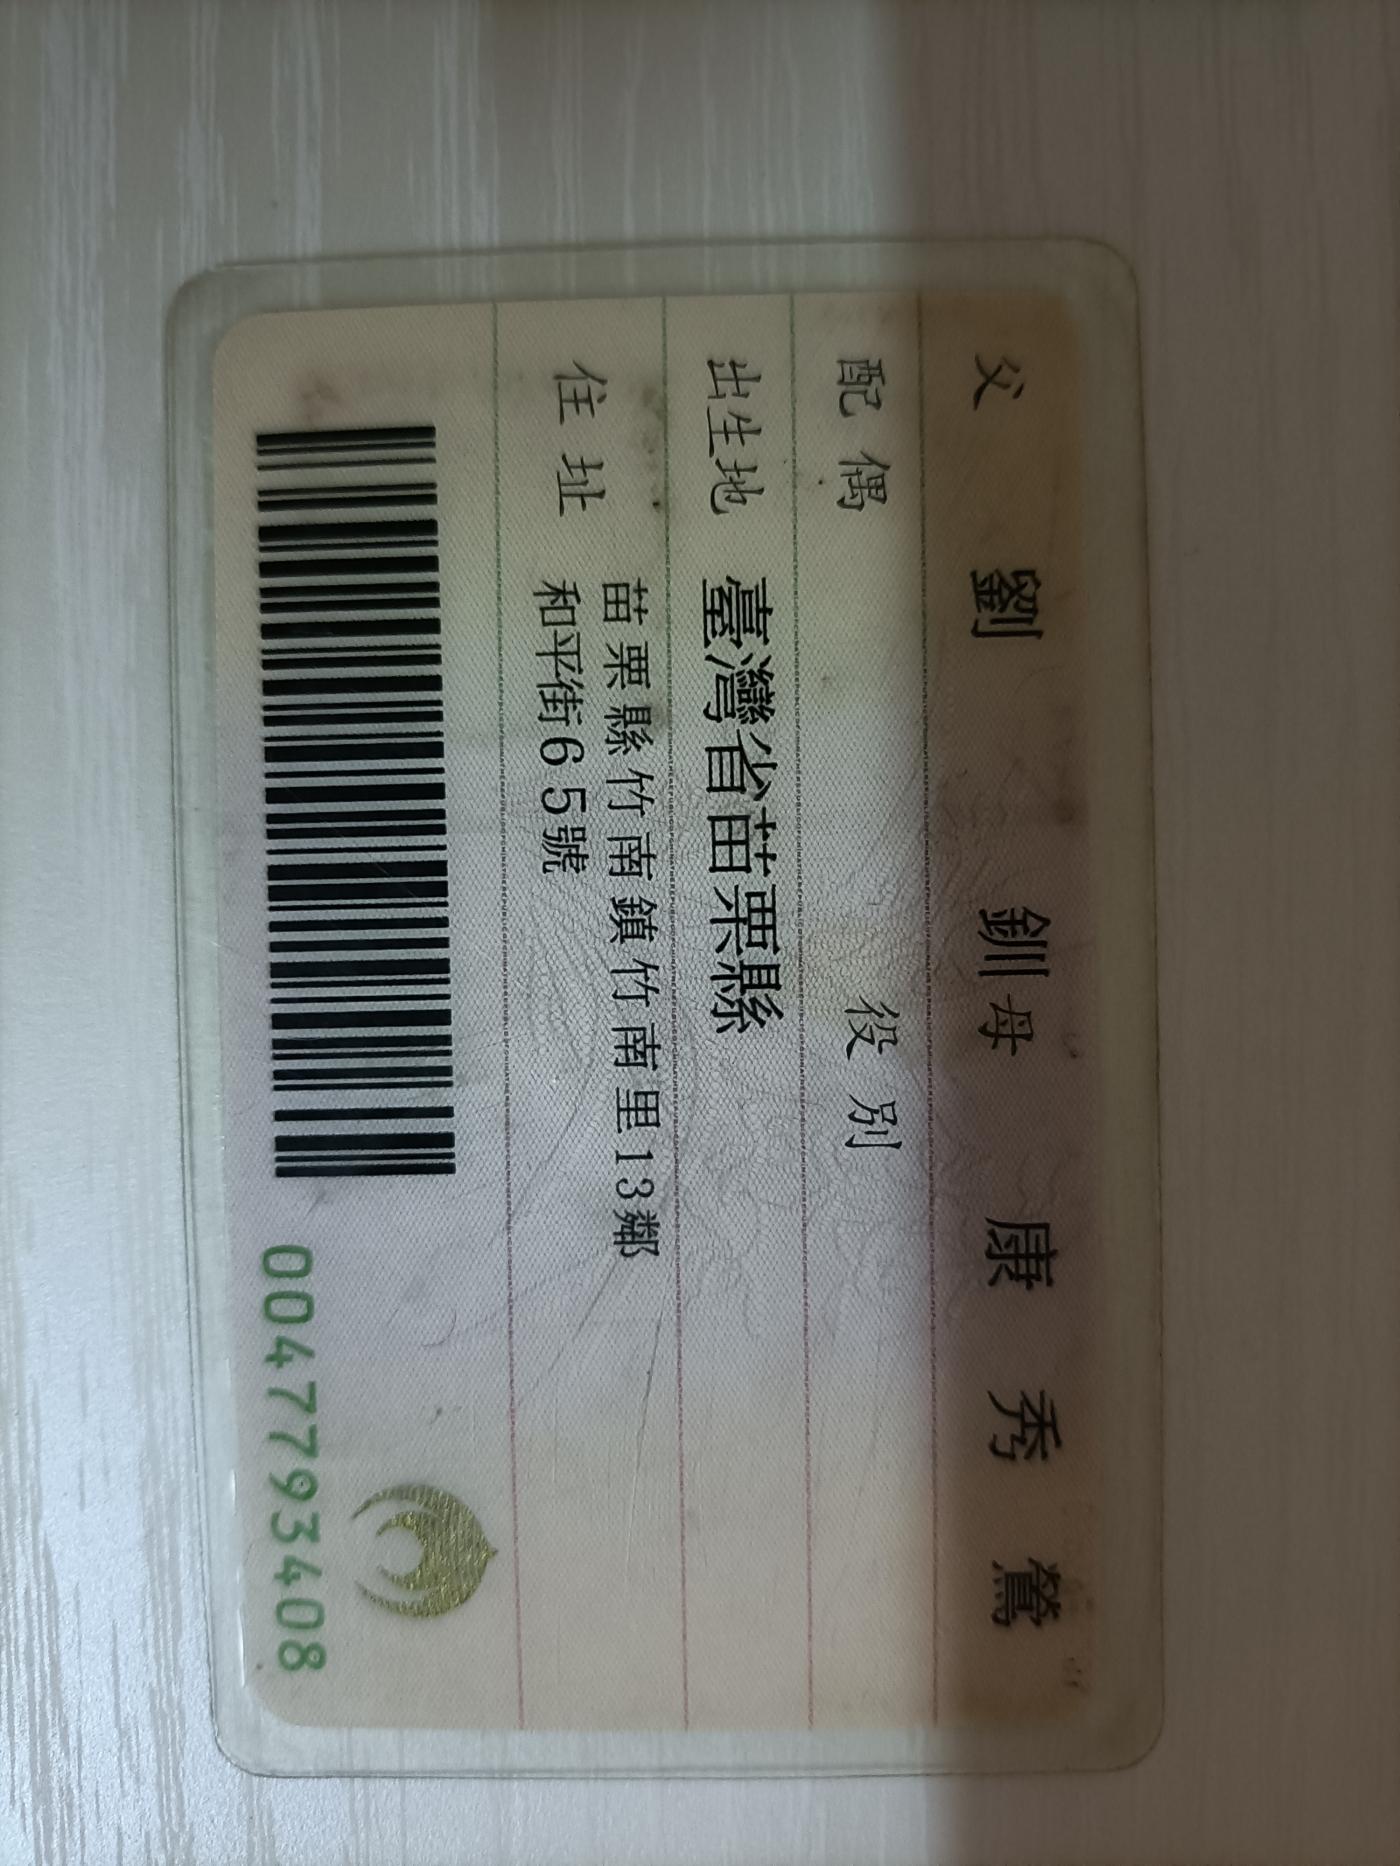 父 劉 釧 母 康 秀 鶯
配偶 役別
出生地 臺灣省苗栗縣
住址 苗栗縣竹南鎮竹南里13鄰
和平街65號
0047793408